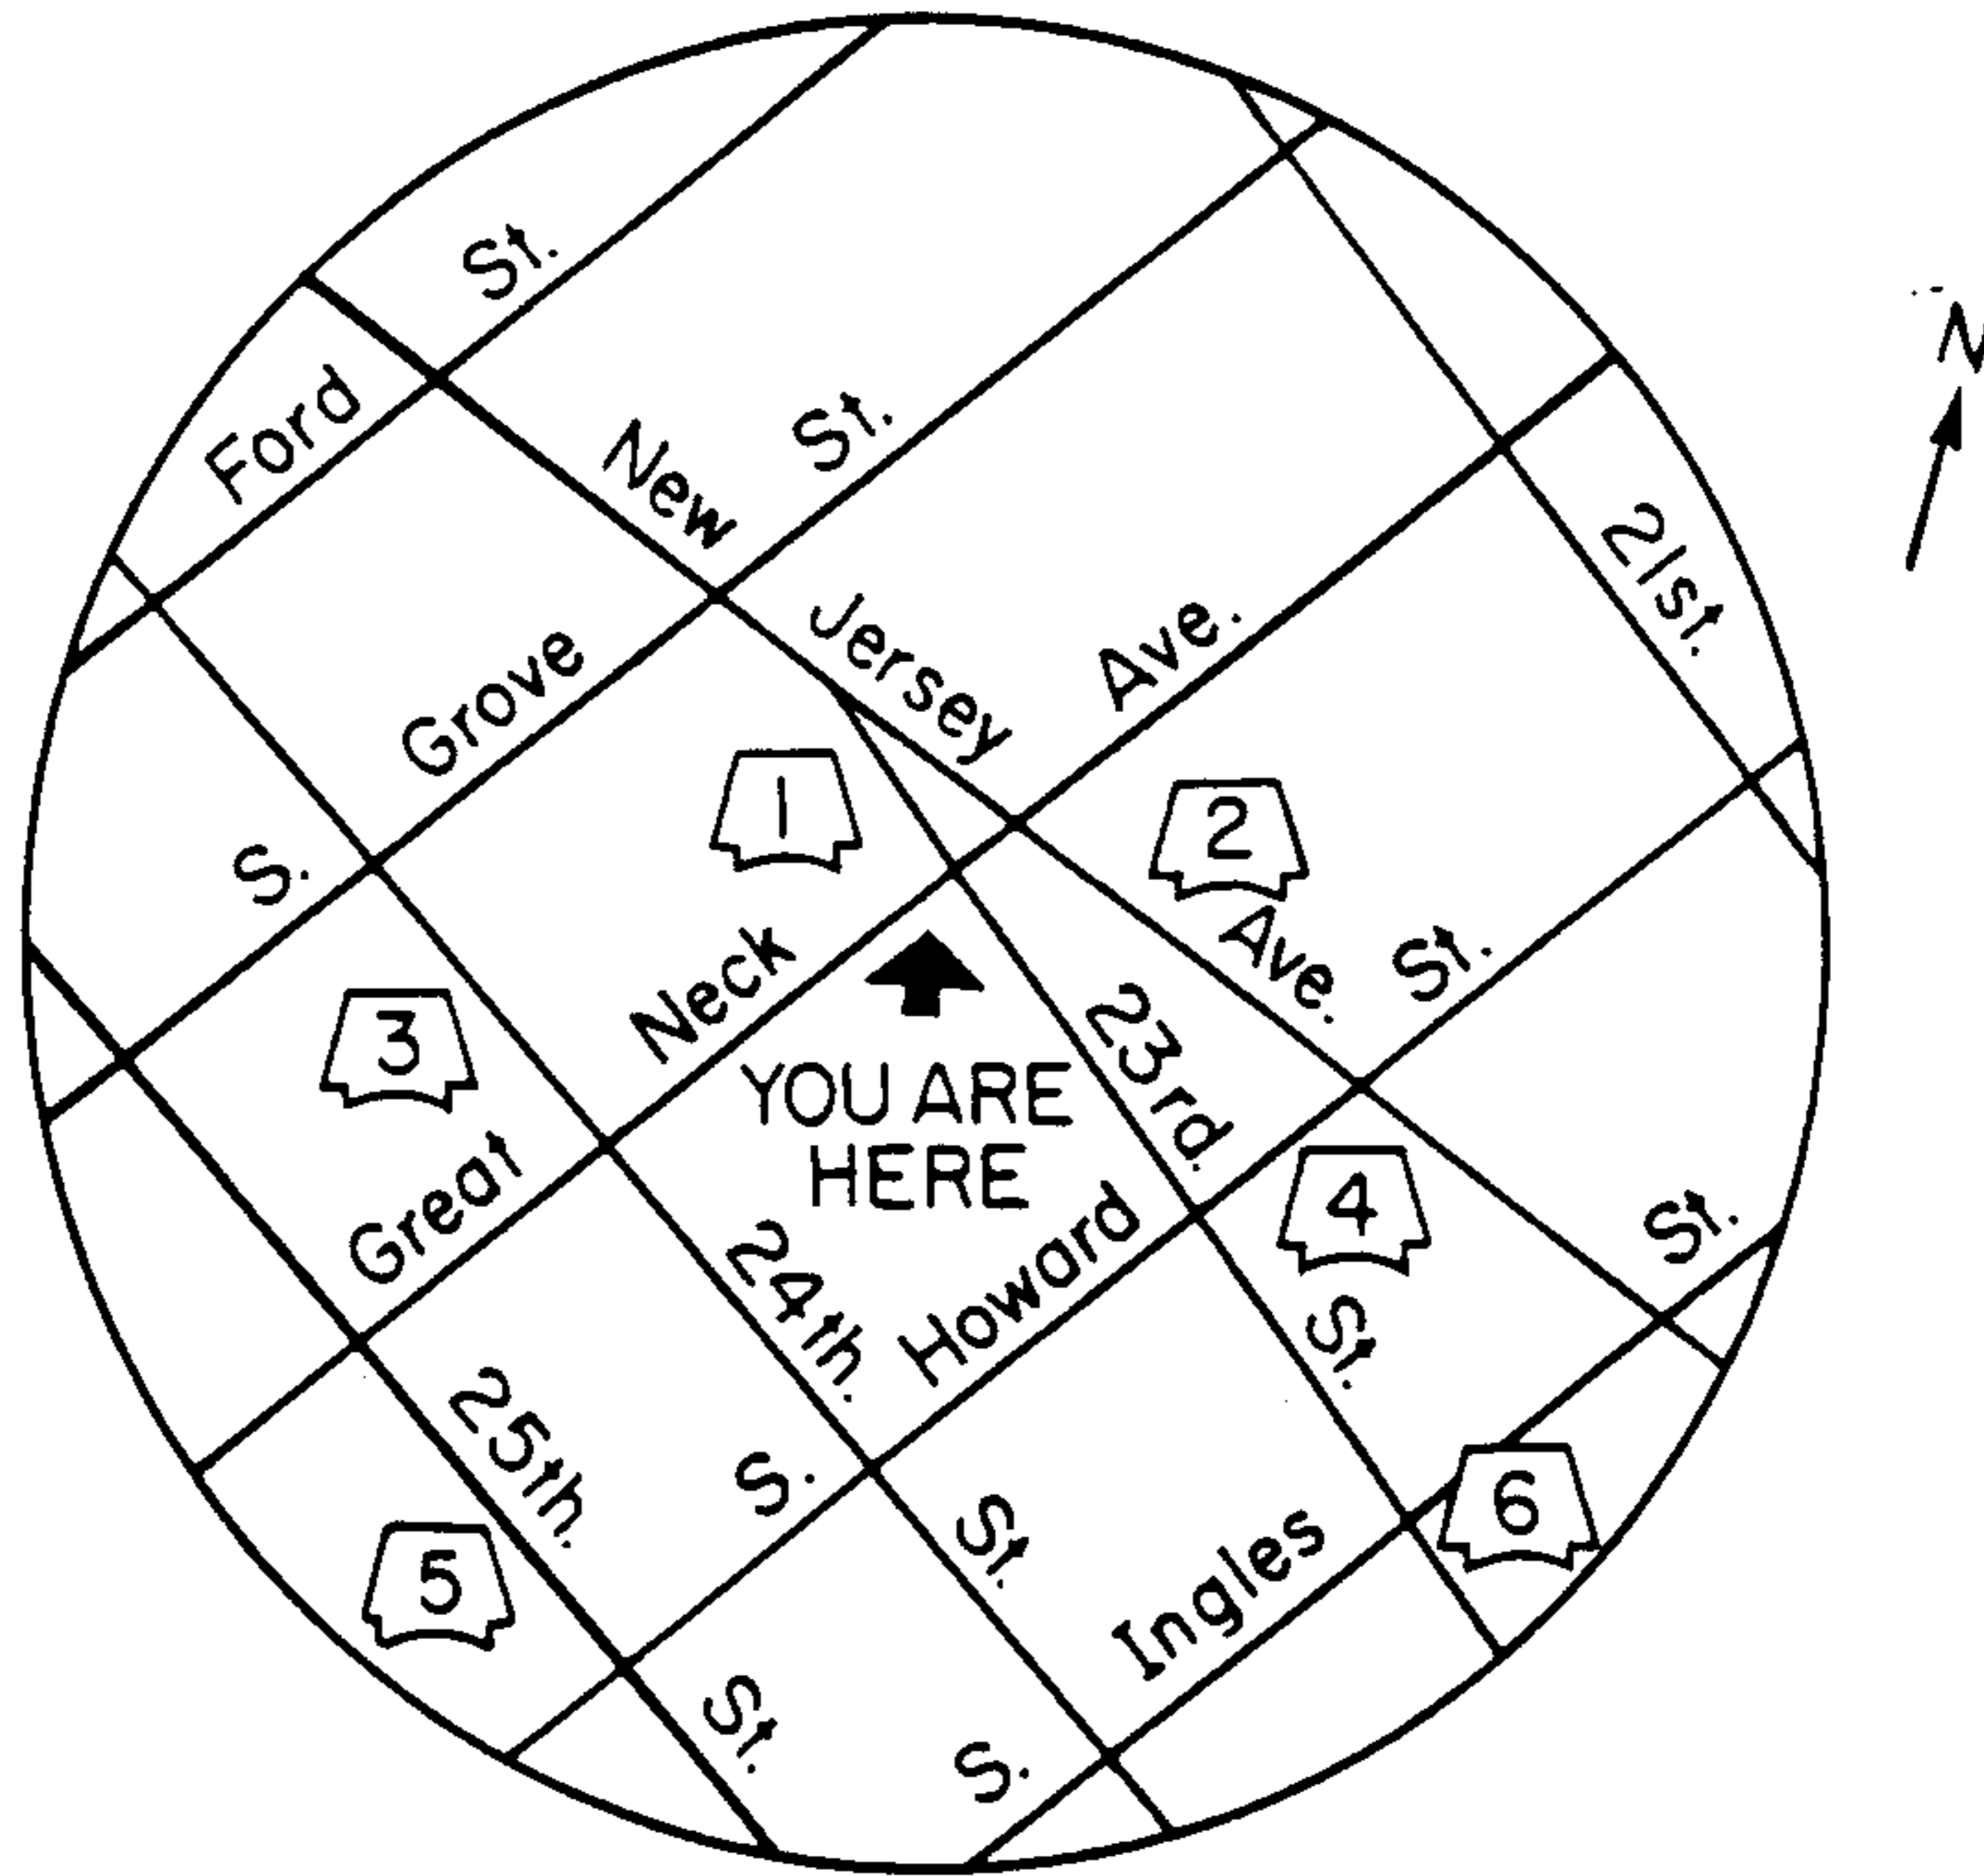 N
Ford St.
New Jersey Ave.
S. Grove St.
21st.
Great Neck Ave.
1
2
3
YOU ARE
HERE
23rd. St.
S. Howard St.
4
24th. St.
25th. St.
5
6
S. Ingles St.